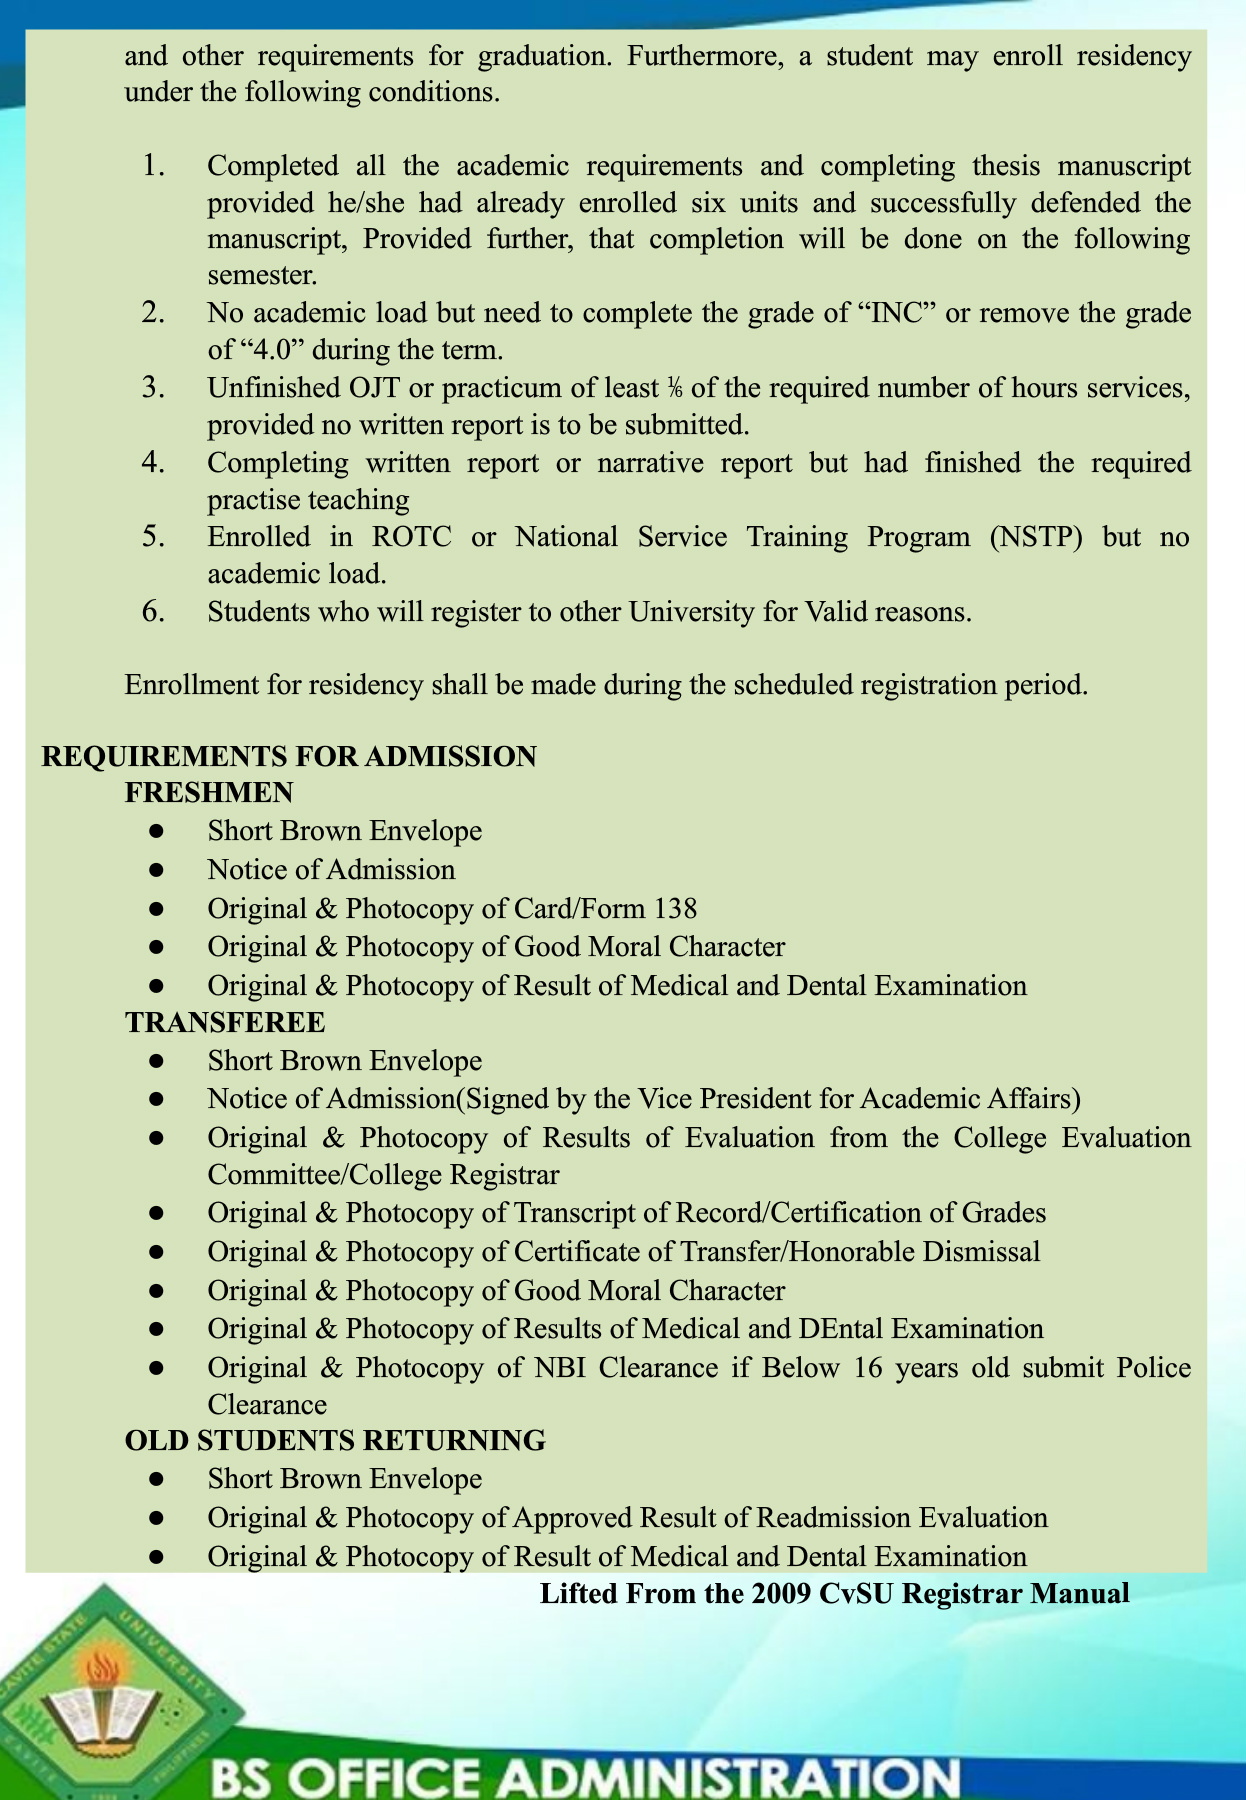 and other requirements for graduation. Furthermore, a student may enroll residency
under the following conditions.
1. Completed all the academic requirements and completing thesis manuscript
provided he/she had already enrolled six units and successfully defended the
manuscript, Provided further, that completion will be done on the following
semester.
2. No academic load but need to complete the grade of “INC” or remove the grade
of “4.0” during the term.
3. Unfinished OJT or practicum of least ⅙ of the required number of hours services,
provided no written report is to be submitted.
4. Completing written report or narrative report but had finished the required
practise teaching
5. Enrolled in ROTC or National Service Training Program (NSTP) but no
academic load.
6. Students who will register to other University for Valid reasons.
Enrollment for residency shall be made during the scheduled registration period.
REQUIREMENTS FOR ADMISSION
FRESHMEN
● Short Brown Envelope
● Notice of Admission
● Original & Photocopy of Card/Form 138
● Original & Photocopy of Good Moral Character
● Original & Photocopy of Result of Medical and Dental Examination
TRANSFEREE
● Short Brown Envelope
● Notice of Admission(Signed by the Vice President for Academic Affairs)
● Original & Photocopy of Results of Evaluation from the College Evaluation
Committee/College Registrar
● Original & Photocopy of Transcript of Record/Certification of Grades
● Original & Photocopy of Certificate of Transfer/Honorable Dismissal
● Original & Photocopy of Good Moral Character
● Original & Photocopy of Results of Medical and DEntal Examination
● Original & Photocopy of NBI Clearance if Below 16 years old submit Police
Clearance
OLD STUDENTS RETURNING
● Short Brown Envelope
● Original & Photocopy of Approved Result of Readmission Evaluation
● Original & Photocopy of Result of Medical and Dental Examination
Lifted From the 2009 CvSU Registrar Manual
CAVITE STATE UNIVERSITY
CAVITE PHILIPPINES
BS OFFICE ADMINISTRATION